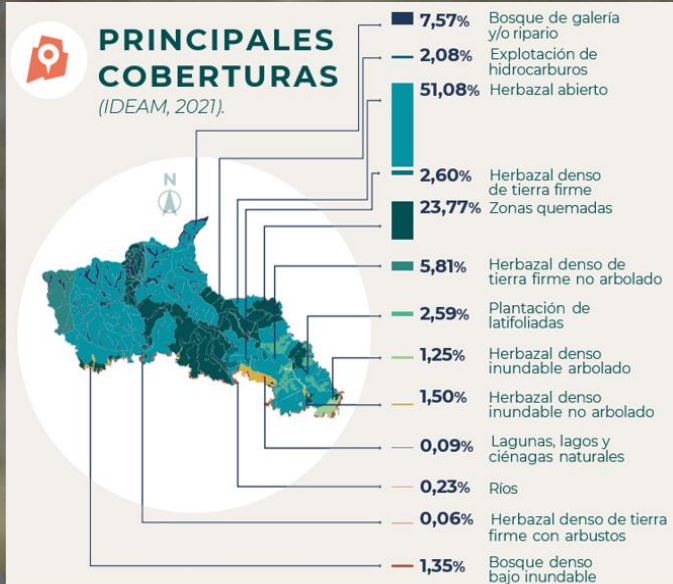 PRINCIPALES
COBERTURAS
(IDEAM, 2021).
N
7,57% Bosque de galería
y/o ripario
2,08% Explotación de
hidrocarburos
51,08% Herbazal abierto
2,60% Herbazal denso
de tierra firme
23,77% Zonas quemadas
5,81% Herbazal denso de
tierra firme no arbolado
2,59% Plantación de
latifoliadas
1,25% Herbazal denso
inundable arbolado
1,50% Herbazal denso
inundable no arbolado
0,09% Lagunas, lagos y
ciénagas naturales
0,23% Ríos
0,06% Herbazal denso de tierra
firme con arbustos
1,35% Bosque denso
bajo inundable